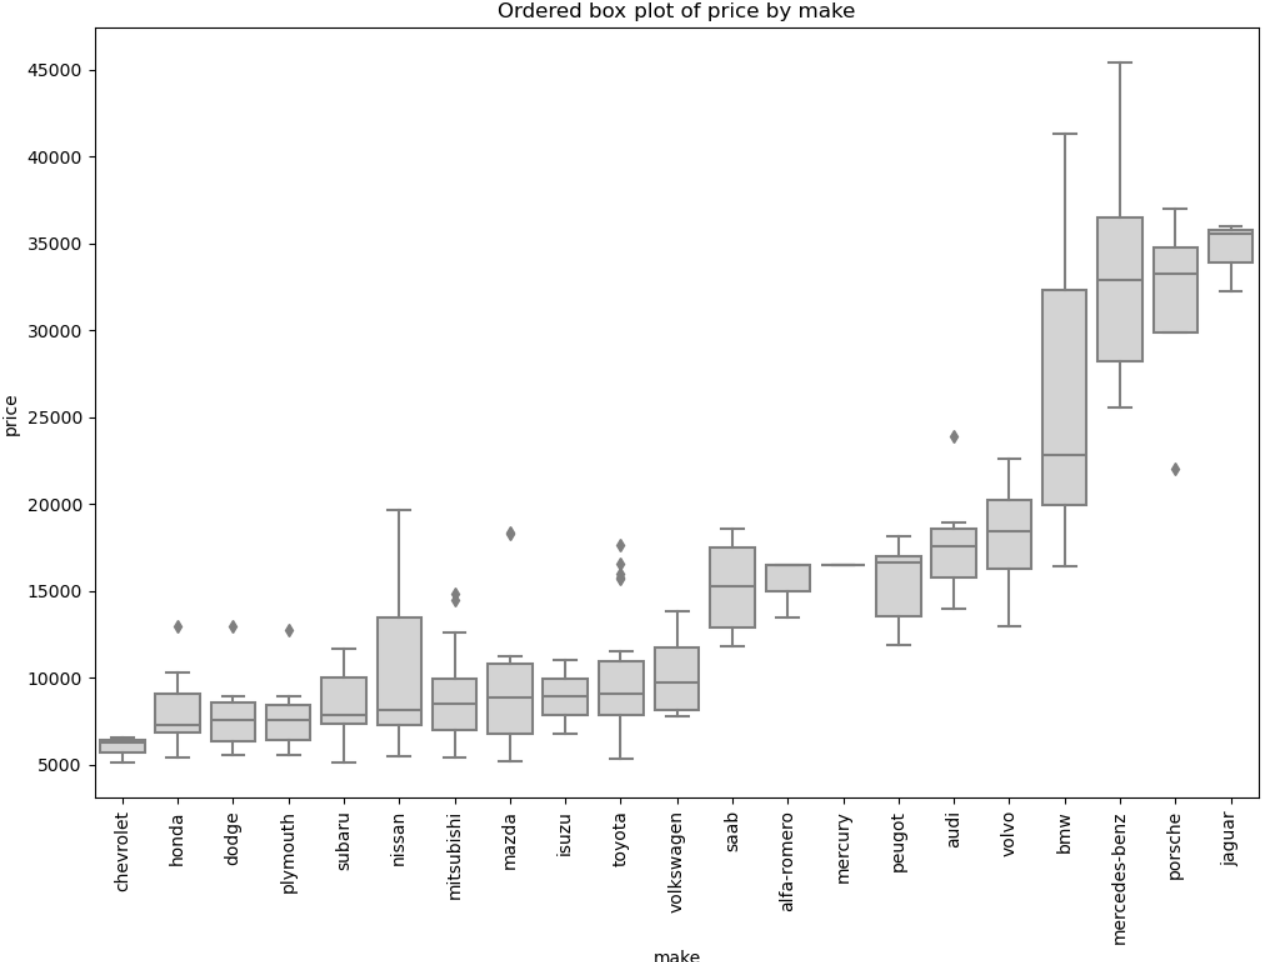 Ordered box plot of price by make
45000
40000
35000
30000
25000
20000
15000
10000
5000
price
chevrolet
honda
dodge
plymouth
subaru
nissan
mitsubishi
mazda
isuzu
toyota
volkswagen
saab
alfa-romero
mercury
peugot
audi
volvo
bmw
mercedes-benz
porsche
jaguar
make